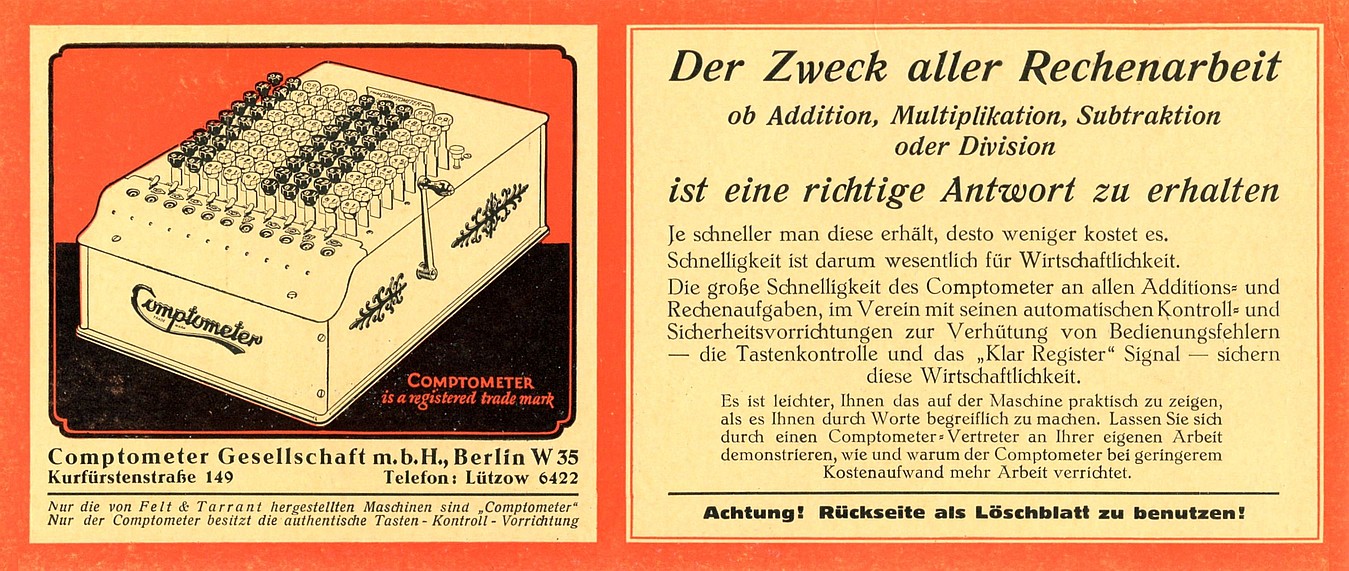 COMPTOMETER
Comptometer
TRADE MARK
COMPTOMETER
is a registered trade mark
Comptometer Gesellschaft m.b.H., Berlin W 35
Kurfürstenstraße 149 Telefon: Lützow 6422
Nur die von Felt & Tarrant hergestellten Maschinen sind „Comptometer“
Nur der Comptometer besitzt die authentische Tasten-Kontroll-Vorrichtung
Der Zweck aller Rechenarbeit
ob Addition, Multiplikation, Subtraktion
oder Division
ist eine richtige Antwort zu erhalten
Je schneller man diese erhält, desto weniger kostet es.
Schnelligkeit ist darum wesentlich für Wirtschaftlichkeit.
Die große Schnelligkeit des Comptometer an allen Additions- und
Rechenaufgaben, im Verein mit seinen automatischen Kontroll- und
Sicherheitsvorrichtungen zur Verhütung von Bedienungsfehlern
— die Tastenkontrolle und das „Klar Register“ Signal — sichern
diese Wirtschaftlichkeit.
Es ist leichter, Ihnen das auf der Maschine praktisch zu zeigen,
als es Ihnen durch Worte begreiflich zu machen. Lassen Sie sich
durch einen Comptometer-Vertreter an Ihrer eigenen Arbeit
demonstrieren, wie und warum der Comptometer bei geringerem
Kostenaufwand mehr Arbeit verrichtet.
Achtung! Rückseite als Löschblatt zu benutzen!